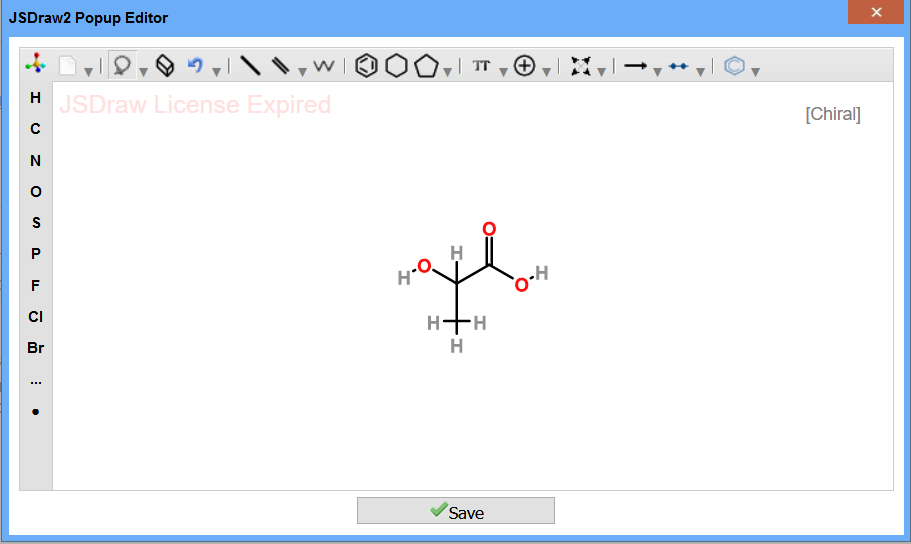 JSDraw2 Popup Editor
TT
H
C
N
O
S
P
F
Cl
Br
...
JSDraw License Expired
[Chiral]
O
H
H O
O H
H H
H
Save